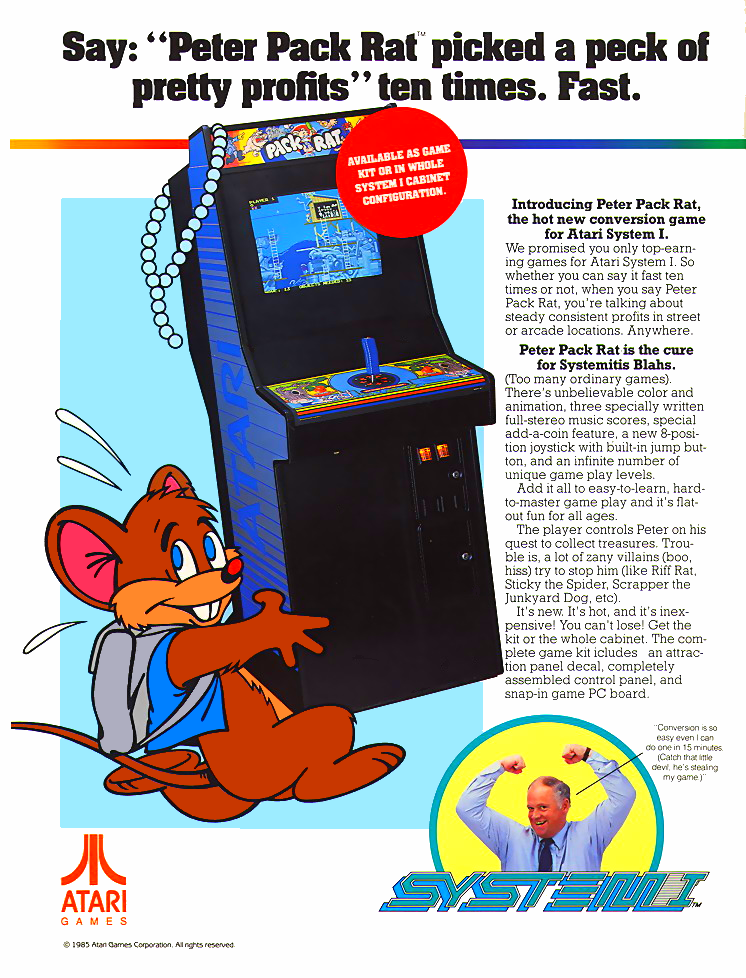 Say: “Peter Pack Rat™ picked a peck of
pretty profits” ten times. Fast.
PACK RAT
AVAILABLE AS GAME
KIT OR IN WHOLE
SYSTEM I CABINET
CONFIGURATION.
PLAYER 1
OBJECTS NEEDED: 15
ATARI
Introducing Peter Pack Rat,
the hot new conversion game
for Atari System I.
We promised you only top-earn-
ing games for Atari System I. So
whether you can say it fast ten
times or not, when you say Peter
Pack Rat, you're talking about
steady consistent profits in street
or arcade locations. Anywhere.
Peter Pack Rat is the cure
for Systemitis Blahs.
(Too many ordinary games).
There's unbelievable color and
animation, three specially written
full-stereo music scores, special
add-a-coin feature, a new 8-posi-
tion joystick with built-in jump but-
ton, and an infinite number of
unique game play levels.
Add it all to easy-to-learn, hard-
to-master game play and it's flat-
out fun for all ages.
The player controls Peter on his
quest to collect treasures. Trou-
ble is, a lot of zany villains (boo,
hiss) try to stop him (like Riff Rat,
Sticky the Spider, Scrapper the
Junkyard Dog, etc).
It's new. It's hot, and it's inex-
pensive! You can't lose! Get the
kit or the whole cabinet. The com-
plete game kit icludes an attrac-
tion panel decal, completely
assembled control panel, and
snap-in game PC board.
“Conversion is so
easy even I can
do one in 15 minutes.
(Catch that little
devil, he's stealing
my game.)”
SYSTEM I™
ATARI
GAMES
© 1985 Atari Games Corporation. All rights reserved.